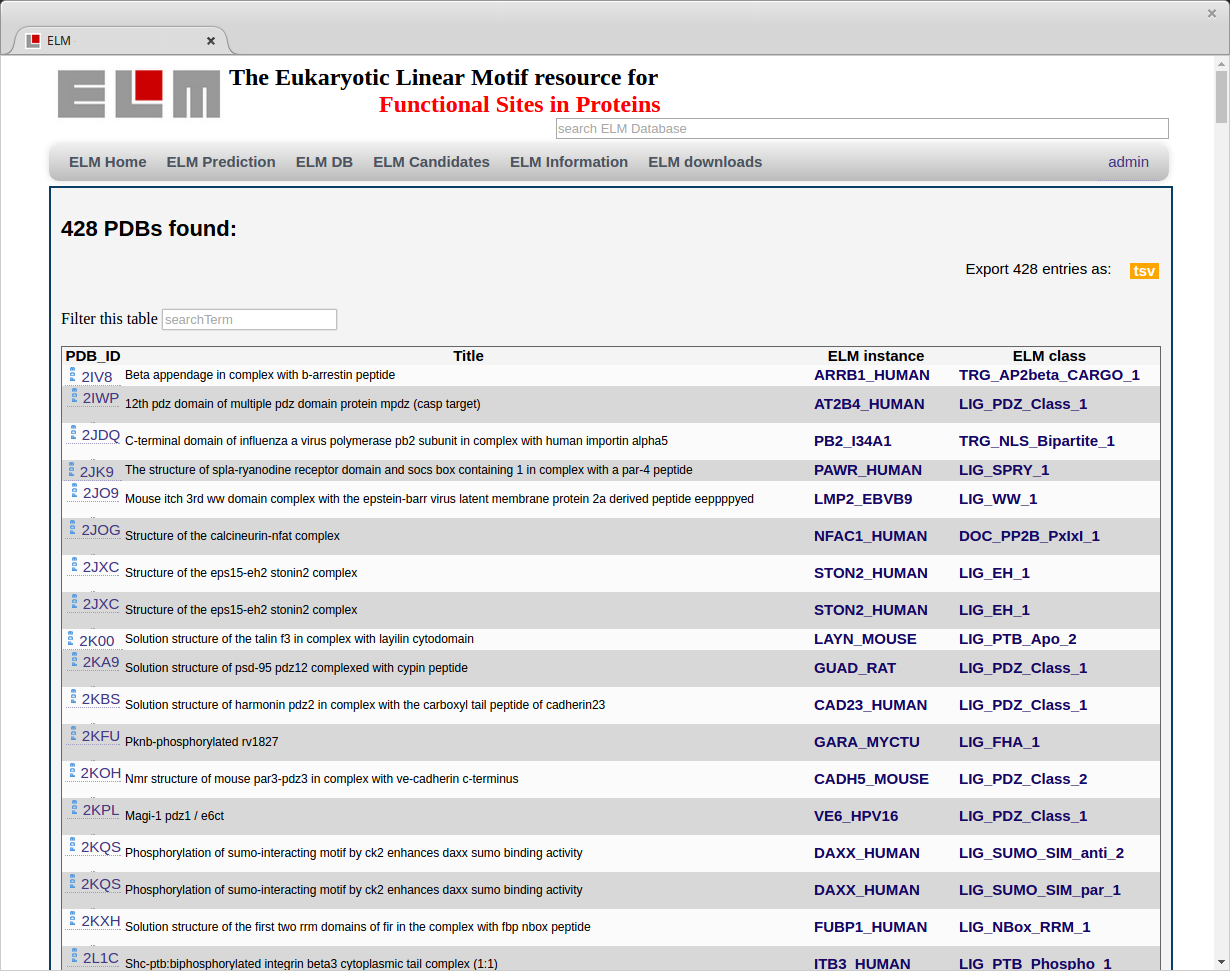 ELM
ELM The Eukaryotic Linear Motif resource for
Functional Sites in Proteins
search ELM Database
ELM Home ELM Prediction ELM DB ELM Candidates ELM Information ELM downloads admin
428 PDBs found:
Export 428 entries as: tsv
Filter this table searchTerm
PDB_ID Title ELM instance ELM class
2IV8 Beta appendage in complex with b-arrestin peptide ARRB1_HUMAN TRG_AP2beta_CARGO_1
2IWP 12th pdz domain of multiple pdz domain protein mpdz (casp target) AT2B4_HUMAN LIG_PDZ_Class_1
2JDQ C-terminal domain of influenza a virus polymerase pb2 subunit in complex with human importin alpha5 PB2_I34A1 TRG_NLS_Bipartite_1
2JK9 The structure of spla-ryanodine receptor domain and socs box containing 1 in complex with a par-4 peptide PAWR_HUMAN LIG_SPRY_1
2JO9 Mouse itch 3rd ww domain complex with the epstein-barr virus latent membrane protein 2a derived peptide eeppppyed LMP2_EBVB9 LIG_WW_1
2JOG Structure of the calcineurin-nfat complex NFAC1_HUMAN DOC_PP2B_PxIxI_1
2JXC Structure of the eps15-eh2 stonin2 complex STON2_HUMAN LIG_EH_1
2JXC Structure of the eps15-eh2 stonin2 complex STON2_HUMAN LIG_EH_1
2K00 Solution structure of the talin f3 in complex with layilin cytodomain LAYN_MOUSE LIG_PTB_Apo_2
2KA9 Solution structure of psd-95 pdz12 complexed with cypin peptide GUAD_RAT LIG_PDZ_Class_1
2KBS Solution structure of harmonin pdz2 in complex with the carboxyl tail peptide of cadherin23 CAD23_HUMAN LIG_PDZ_Class_1
2KFU Pknb-phosphorylated rv1827 GARA_MYCTU LIG_FHA_1
2KOH Nmr structure of mouse par3-pdz3 in complex with ve-cadherin c-terminus CADH5_MOUSE LIG_PDZ_Class_2
2KPL Magi-1 pdz1 / e6ct VE6_HPV16 LIG_PDZ_Class_1
2KQS Phosphorylation of sumo-interacting motif by ck2 enhances daxx sumo binding activity DAXX_HUMAN LIG_SUMO_SIM_anti_2
2KQS Phosphorylation of sumo-interacting motif by ck2 enhances daxx sumo binding activity DAXX_HUMAN LIG_SUMO_SIM_par_1
2KXH Solution structure of the first two rrm domains of fir in the complex with fbp nbox peptide FUBP1_HUMAN LIG_NBox_RRM_1
2L1C Shc-ptb:biphosphorylated integrin beta3 cytoplasmic tail complex (1:1) ITB3_HUMAN LIG_PTB_Phospho_1